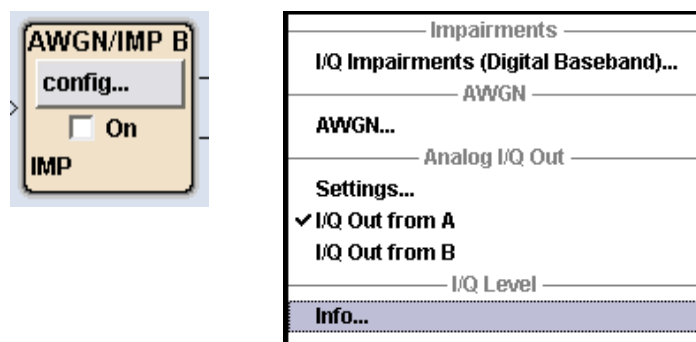 AWGN/IMP B
config...
On
IMP
Impairments
I/Q Impairments (Digital Baseband)...
AWGN
AWGN...
Analog I/Q Out
Settings...
I/Q Out from A
I/Q Out from B
I/Q Level
Info...